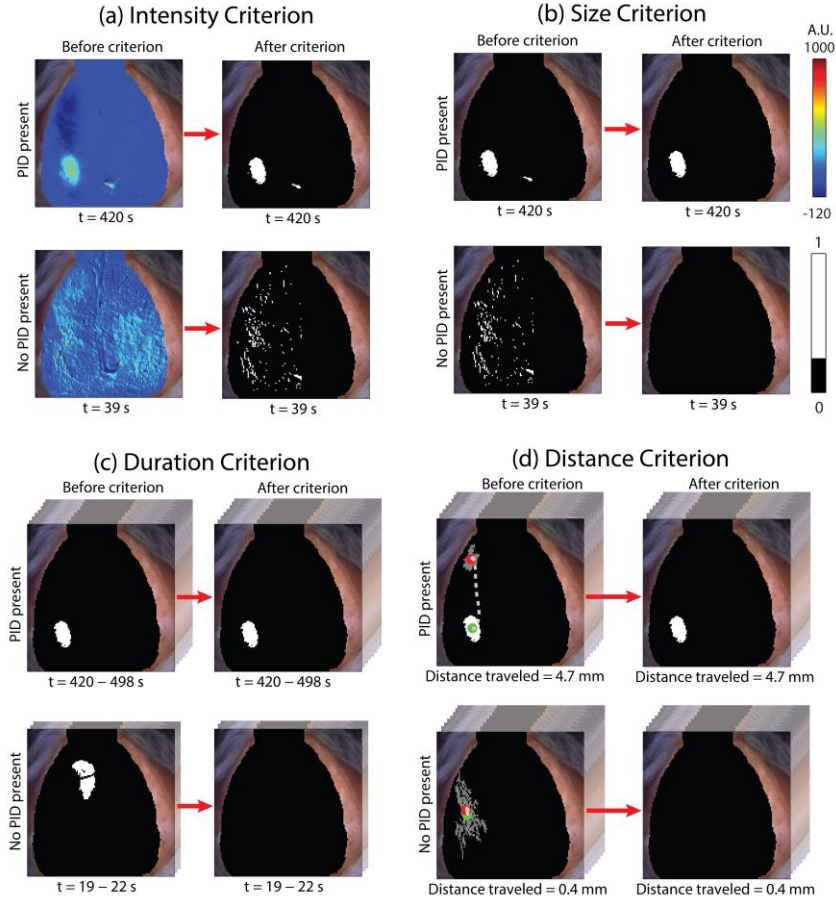 (a) Intensity Criterion
Before criterion
After criterion
PID present
t = 420 s
t = 420 s
No PID present
t = 39 s
t = 39 s
(b) Size Criterion
Before criterion
After criterion
PID present
t = 420 s
t = 420 s
No PID present
t = 39 s
t = 39 s
A.U.
1000
-120
1
0
(c) Duration Criterion
Before criterion
After criterion
PID present
t = 420 – 498 s
t = 420 – 498 s
No PID present
t = 19 – 22 s
t = 19 – 22 s
(d) Distance Criterion
Before criterion
After criterion
PID present
Distance traveled = 4.7 mm
Distance traveled = 4.7 mm
No PID present
Distance traveled = 0.4 mm
Distance traveled = 0.4 mm